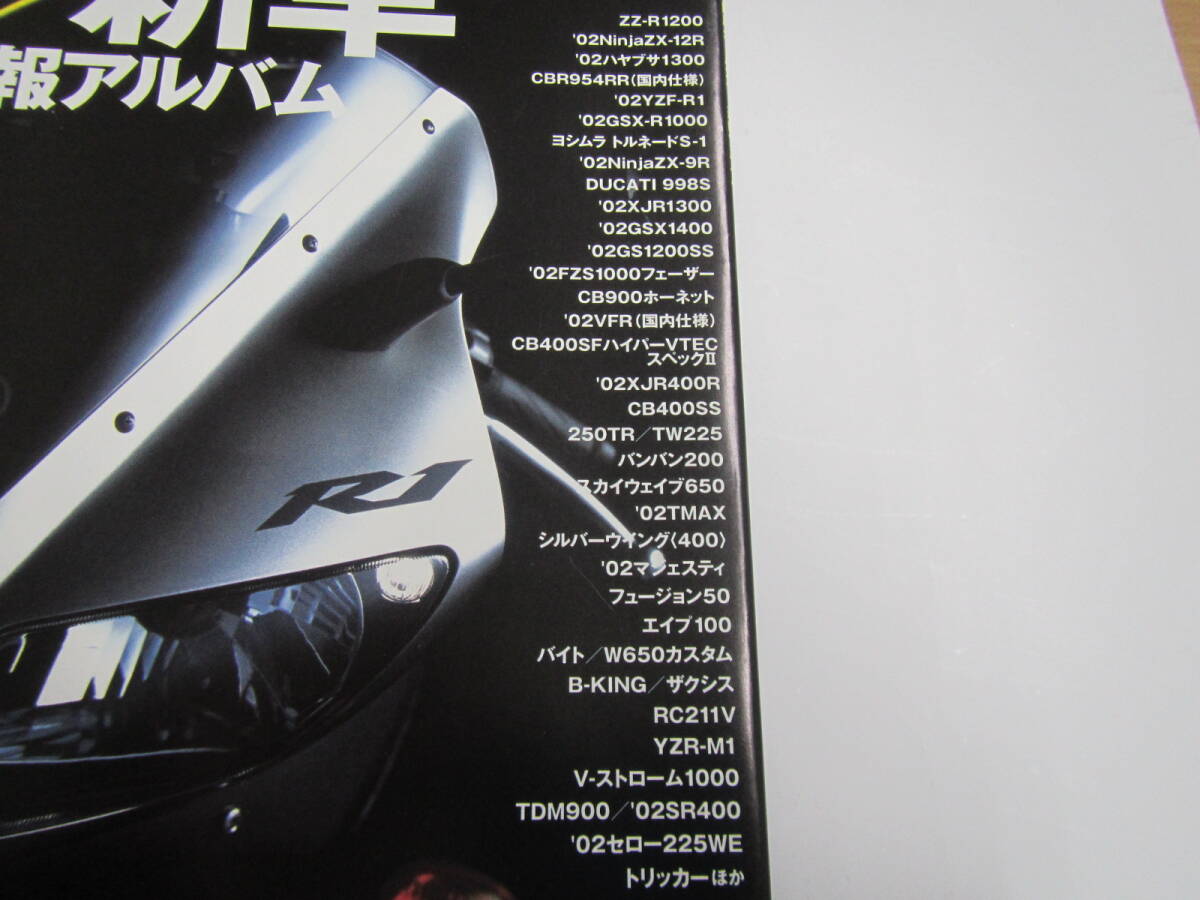 新車
報アルバム
ZZ-R1200
'02NinjaZX-12R
'02ハヤブサ1300
CBR954RR(国内仕様)
'02YZF-R1
'02GSX-R1000
ヨシムラ トルネードS-1
'02NinjaZX-9R
DUCATI 998S
'02XJR1300
'02GSX1400
'02GS1200SS
'02FZS1000フェーザー
CB900ホーネット
'02VFR(国内仕様)
CB400SFハイパーVTEC
スペックII
'02XJR400R
CB400SS
250TR/TW225
バンバン200
スカイウェイブ650
'02TMAX
シルバーウイング〈400〉
'02マジェスティ
フュージョン50
エイプ100
バイト/W650カスタム
B-KING/ザクシス
RC211V
YZR-M1
V-ストローム1000
TDM900/'02SR400
'02セロー225WE
トリッカーほか
R1